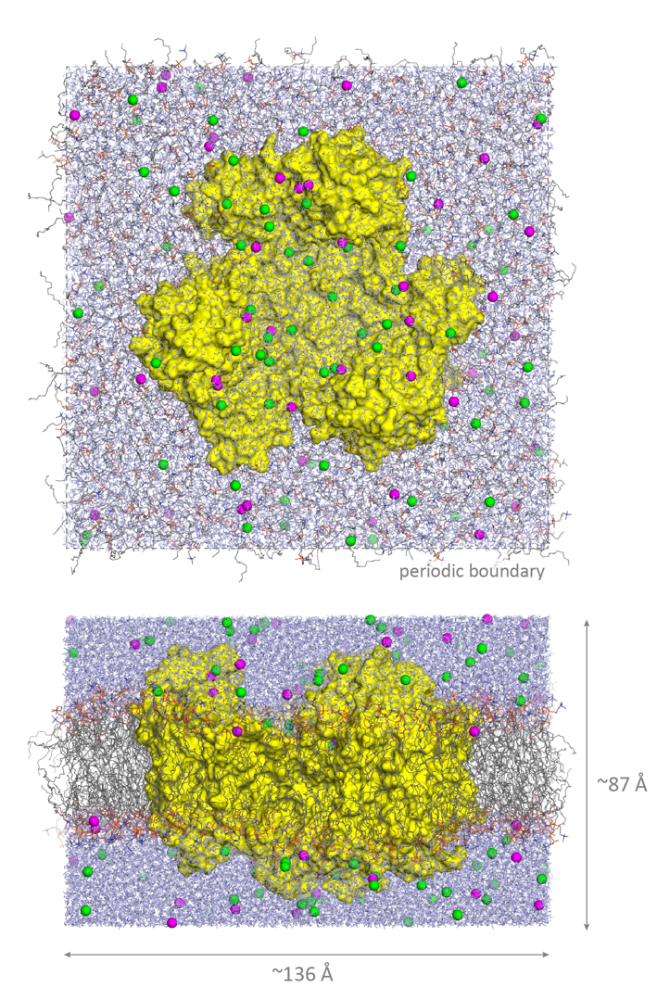 periodic boundary
~87 Å
~136 Å